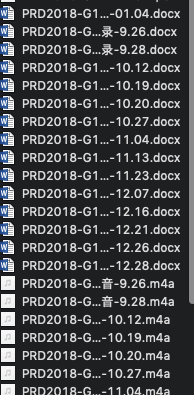 PRD2018-G1...-01.04.docx
PRD2018-G...录-9.26.docx
PRD2018-G...录-9.28.docx
PRD2018-G1...-10.12.docx
PRD2018-G1...-10.19.docx
PRD2018-G1...-10.20.docx
PRD2018-G1...-10.27.docx
PRD2018-G1...-11.04.docx
PRD2018-G1...-11.13.docx
PRD2018-G1...-11.23.docx
PRD2018-G1...-12.07.docx
PRD2018-G1...-12.16.docx
PRD2018-G1...-12.21.docx
PRD2018-G1...-12.26.docx
PRD2018-G1...-12.28.docx
PRD2018-G...音-9.26.m4a
PRD2018-G...音-9.28.m4a
PRD2018-G...-10.12.m4a
PRD2018-G...-10.19.m4a
PRD2018-G...-10.20.m4a
PRD2018-G...-10.27.m4a
PRD2018-G...-11.04.m4a